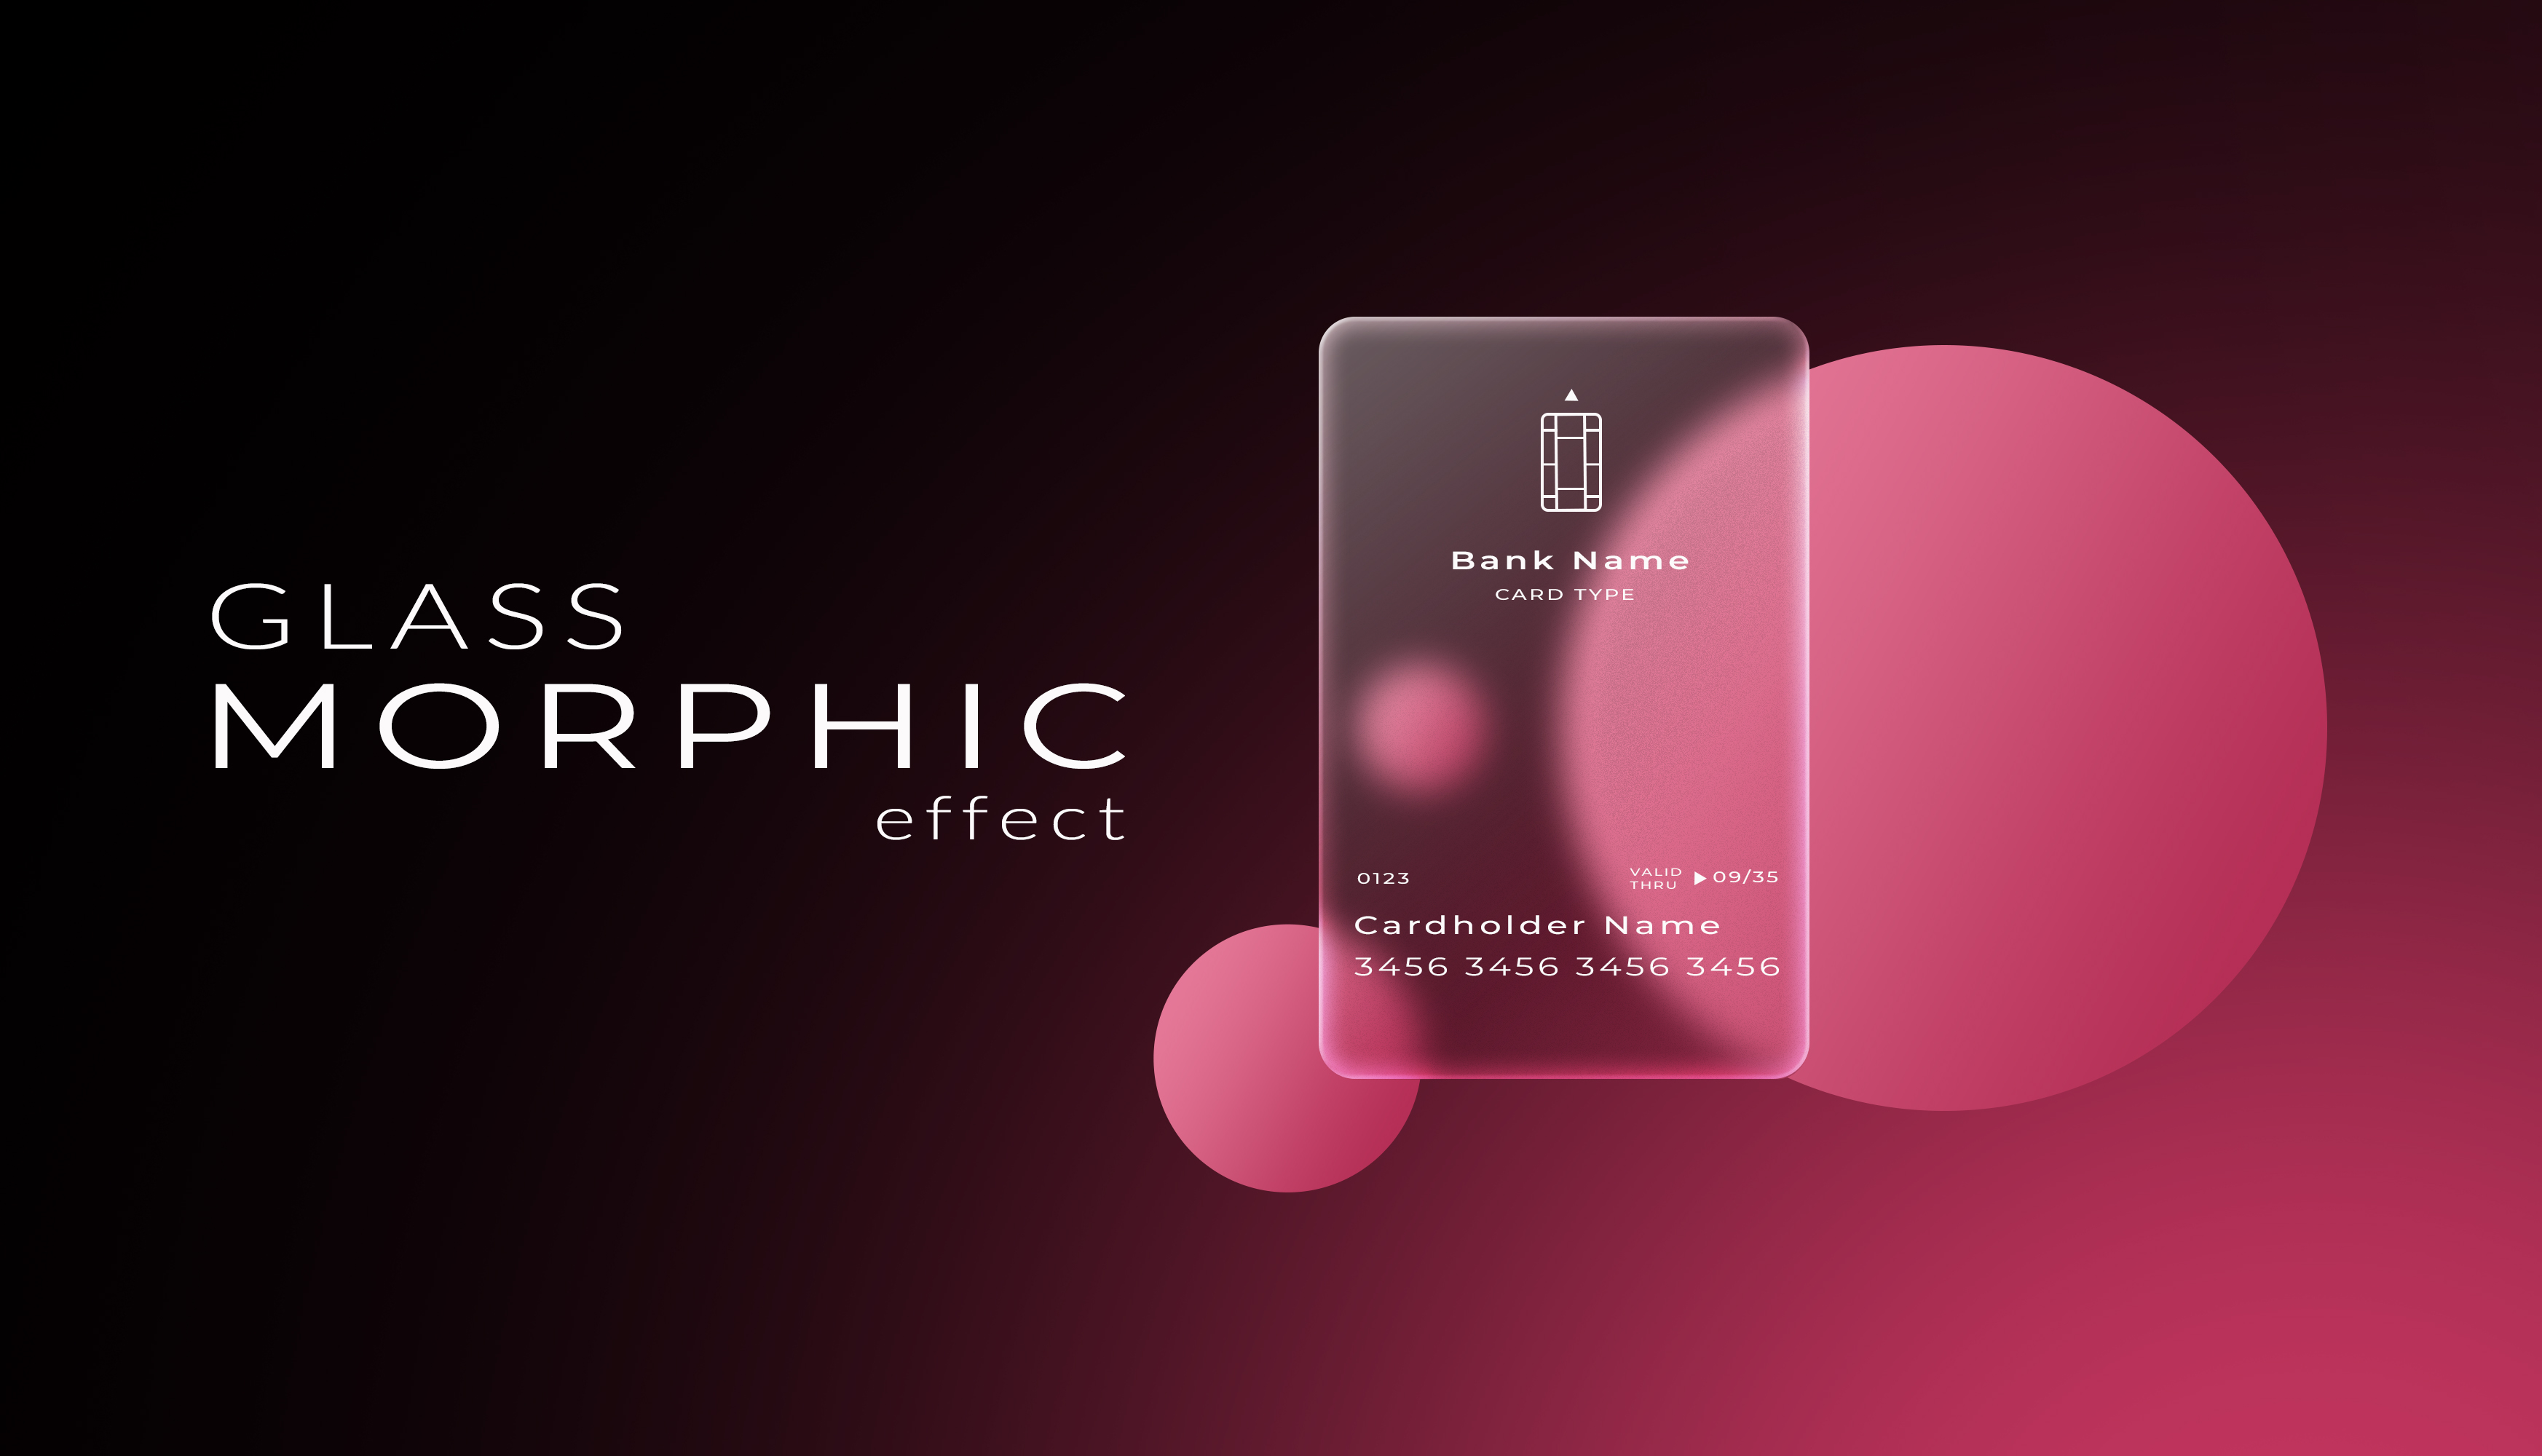 GLASS
MORPHIC
effect
Bank Name
CARD TYPE
0123
VALID
THRU
09/35
Cardholder Name
3456 3456 3456 3456